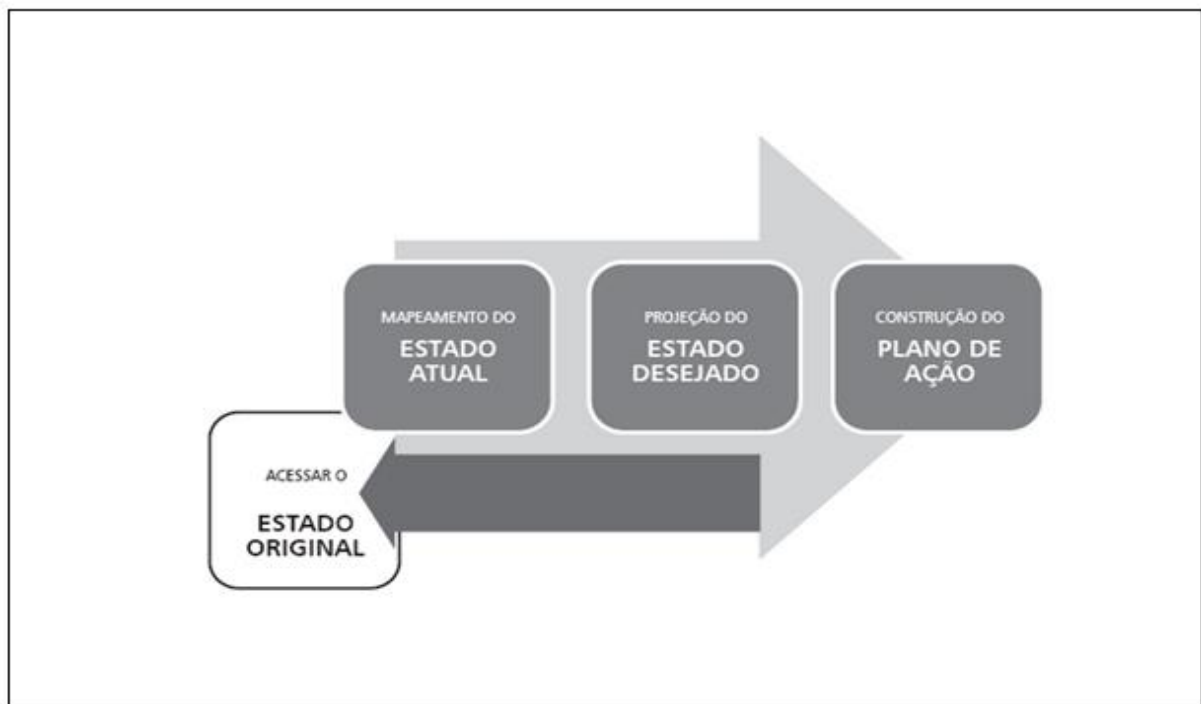 MAPEAMENTO DO
ESTADO
ATUAL
PROJEÇÃO DO
ESTADO
DESEJADO
CONSTRUÇÃO DO
PLANO DE
AÇÃO
ACESSAR O
ESTADO
ORIGINAL